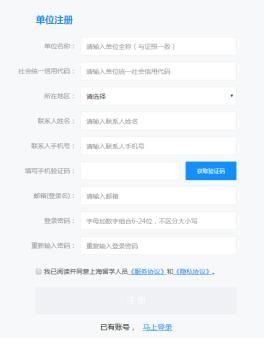 单位注册
单位名称： 请输入单位全称（与证照一致）
社会统一信用代码： 请输入单位统一社会信用代码
所在地区： 请选择
联系人姓名： 请输入联系人姓名
联系人手机号： 请输入联系人手机号
填写手机验证码： 获取验证码
邮箱(登录名)： 请输入邮箱
登录密码： 字母加数字组合6-24位，不区分大小写
重新输入密码： 重新输入登录密码
我已阅读并同意上海留学人员《服务协议》和《隐私协议》。
注 册
已有账号， 马上登录